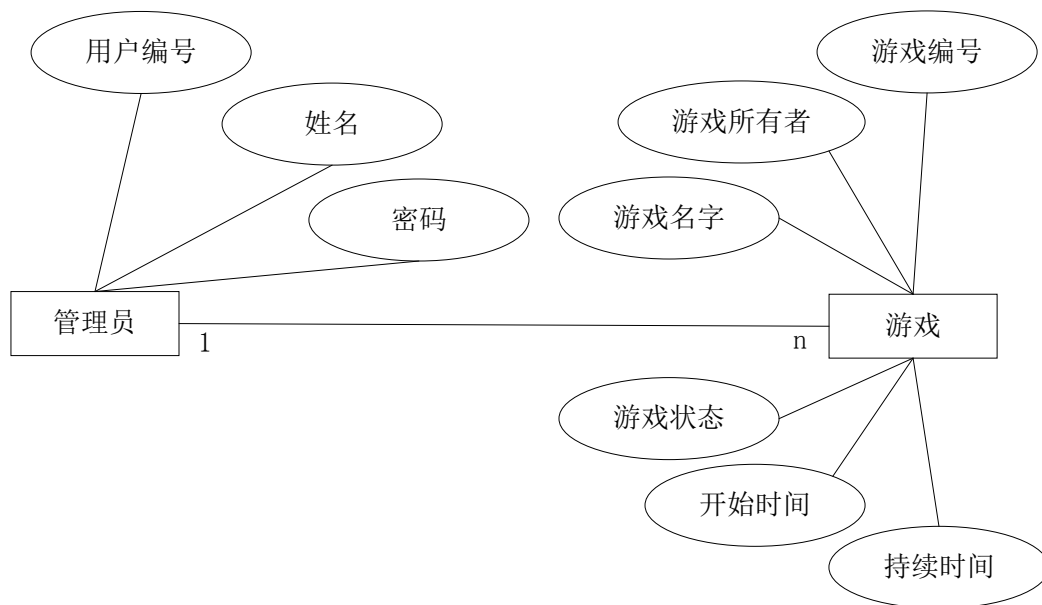 用户编号
游戏编号
姓名
游戏所有者
密码
游戏名字
管理员
游戏
1
n
游戏状态
开始时间
持续时间